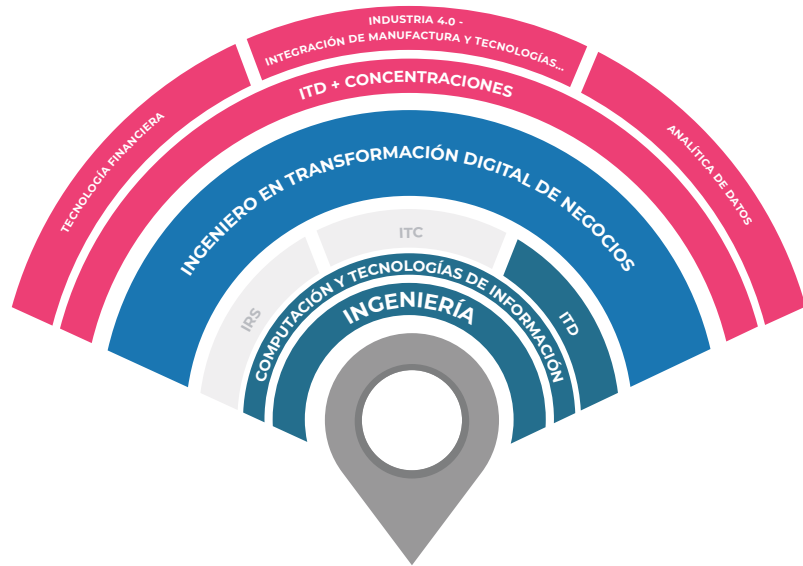 INDUSTRIA 4.0 -
INTEGRACIÓN DE MANUFACTURA Y TECNOLOGÍAS...
TECNOLOGÍA FINANCIERA
ANALÍTICA DE DATOS
ITD + CONCENTRACIONES
INGENIERO EN TRANSFORMACIÓN DIGITAL DE NEGOCIOS
IRS
ITC
ITD
COMPUTACIÓN Y TECNOLOGÍAS DE INFORMACIÓN
INGENIERÍA